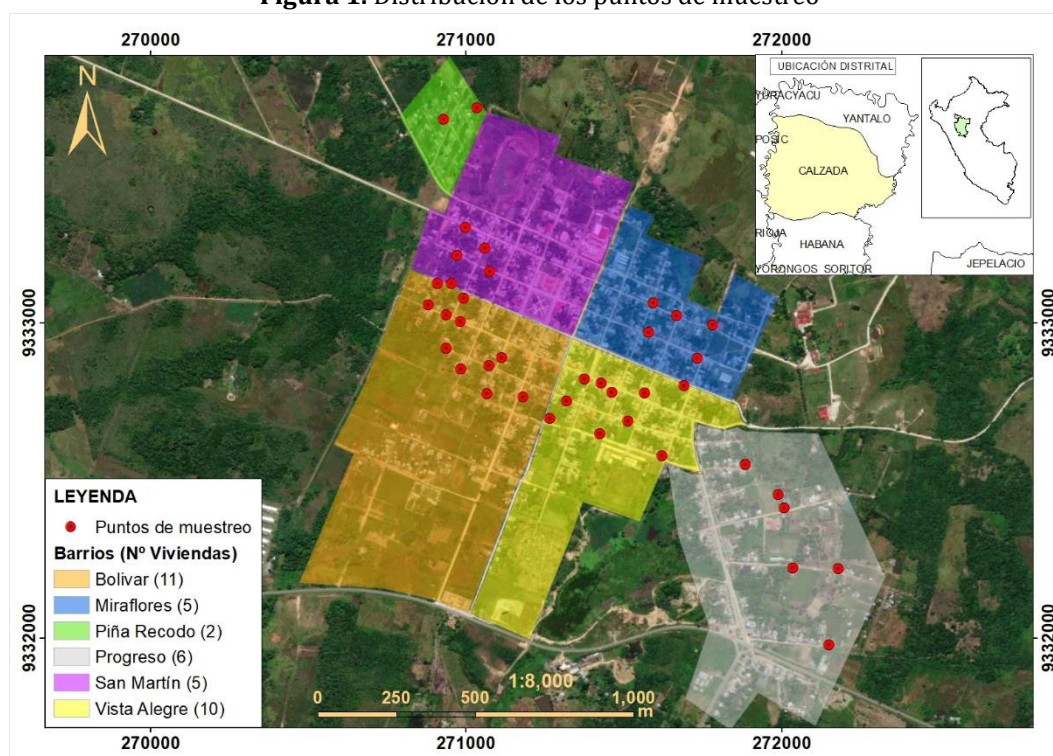 Figura 1. Distribución de los puntos de muestreo
270000 271000 272000
N
UBICACIÓN DISTRITAL
YURACYACU
YANTALO
POSIC
CALZADA
RIOJA
HABANA
YORONGOS SORITOR
JEPELACIO
9333000 9333000
LEYENDA
Puntos de muestreo
Barrios (Nº Viviendas)
Bolivar (11)
Miraflores (5)
Piña Recodo (2)
Progreso (6)
San Martín (5)
Vista Alegre (10)
9332000 9332000
1:8,000
0 250 500 1,000
m
270000 271000 272000